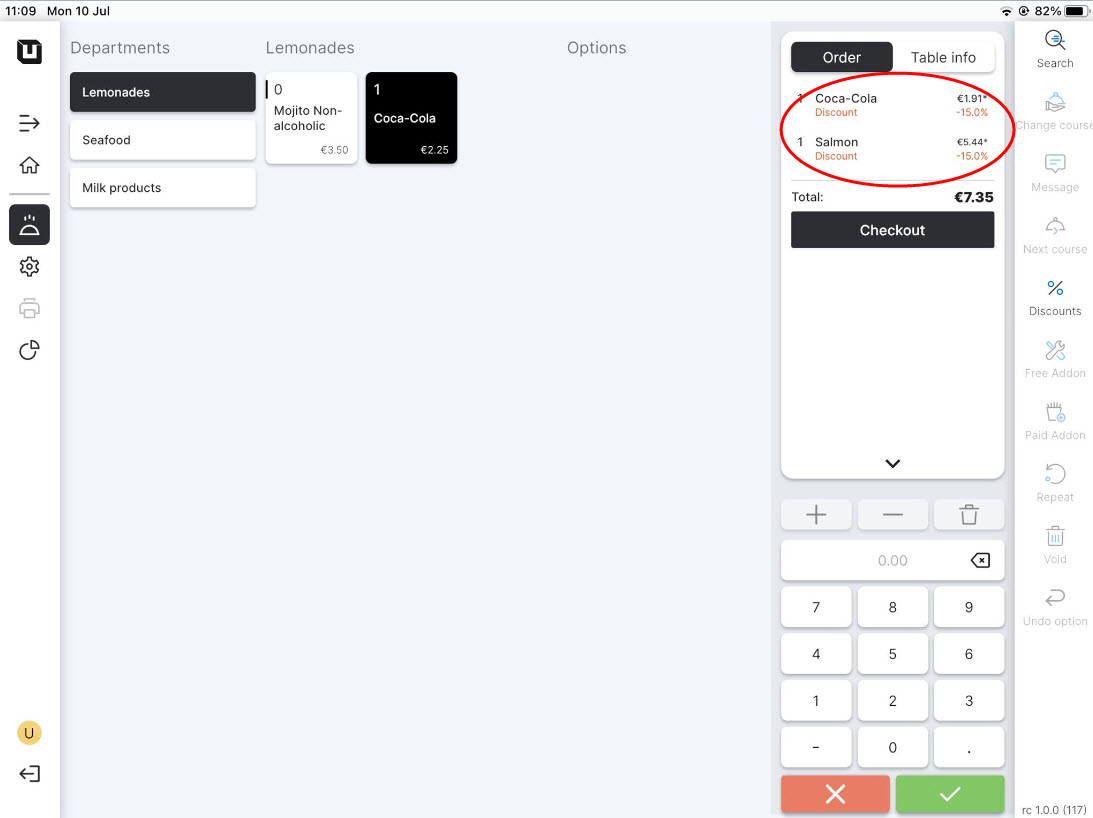 11:09 Mon 10 Jul
82%
Departments
Lemonades
Seafood
Milk products
Lemonades
0
Mojito Non-
alcoholic
€3.50
1
Coca-Cola
€2.25
Options
Order Table info
1 Coca-Cola €1.91*
Discount -15.0%
1 Salmon €5.44*
Discount -15.0%
Total: €7.35
Checkout
0.00
7 8 9
4 5 6
1 2 3
- 0 .
Search
Change course
Message
Next course
Discounts
Free Addon
Paid Addon
Repeat
Void
Undo option
U
rc 1.0.0 (117)